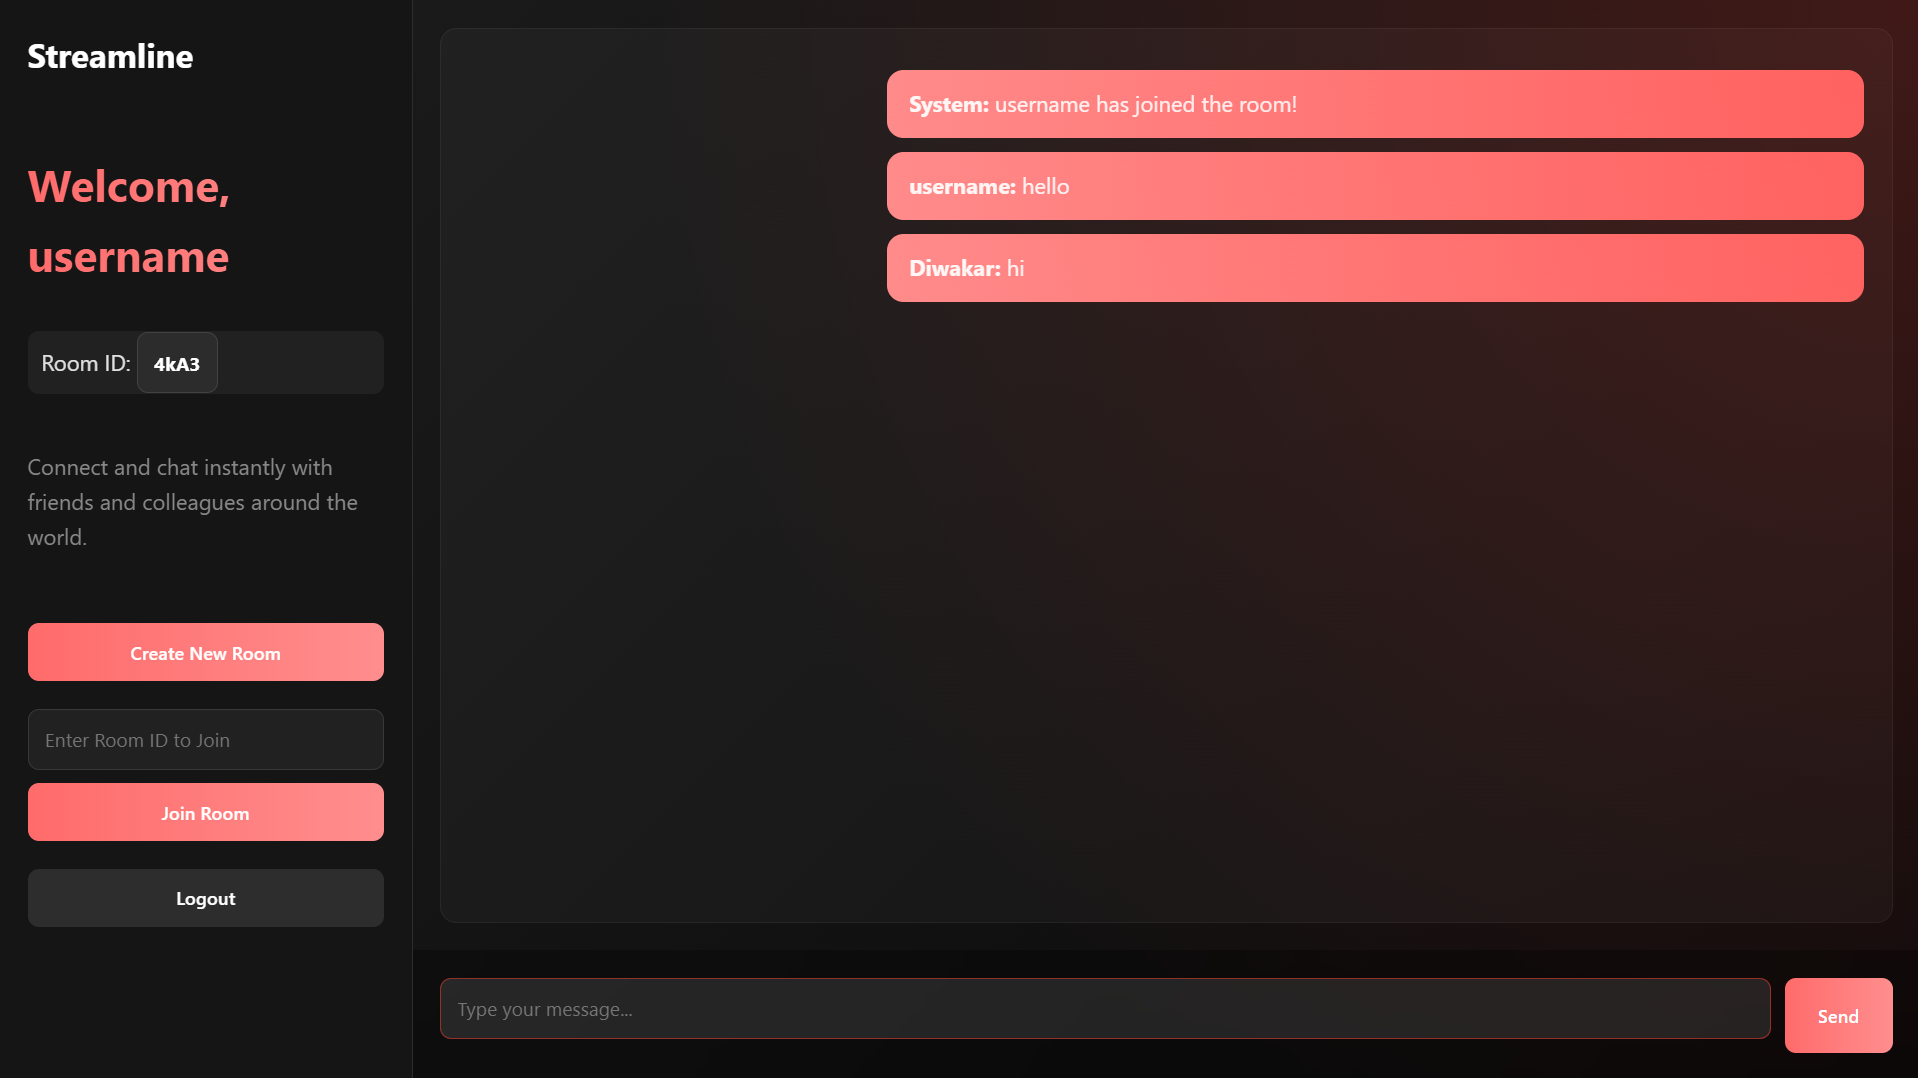 Streamline
Welcome,
username
Room ID: 4kA3
Connect and chat instantly with
friends and colleagues around the
world.
Create New Room
Enter Room ID to Join
Join Room
Logout
System: username has joined the room!
username: hello
Diwakar: hi
Type your message...
Send